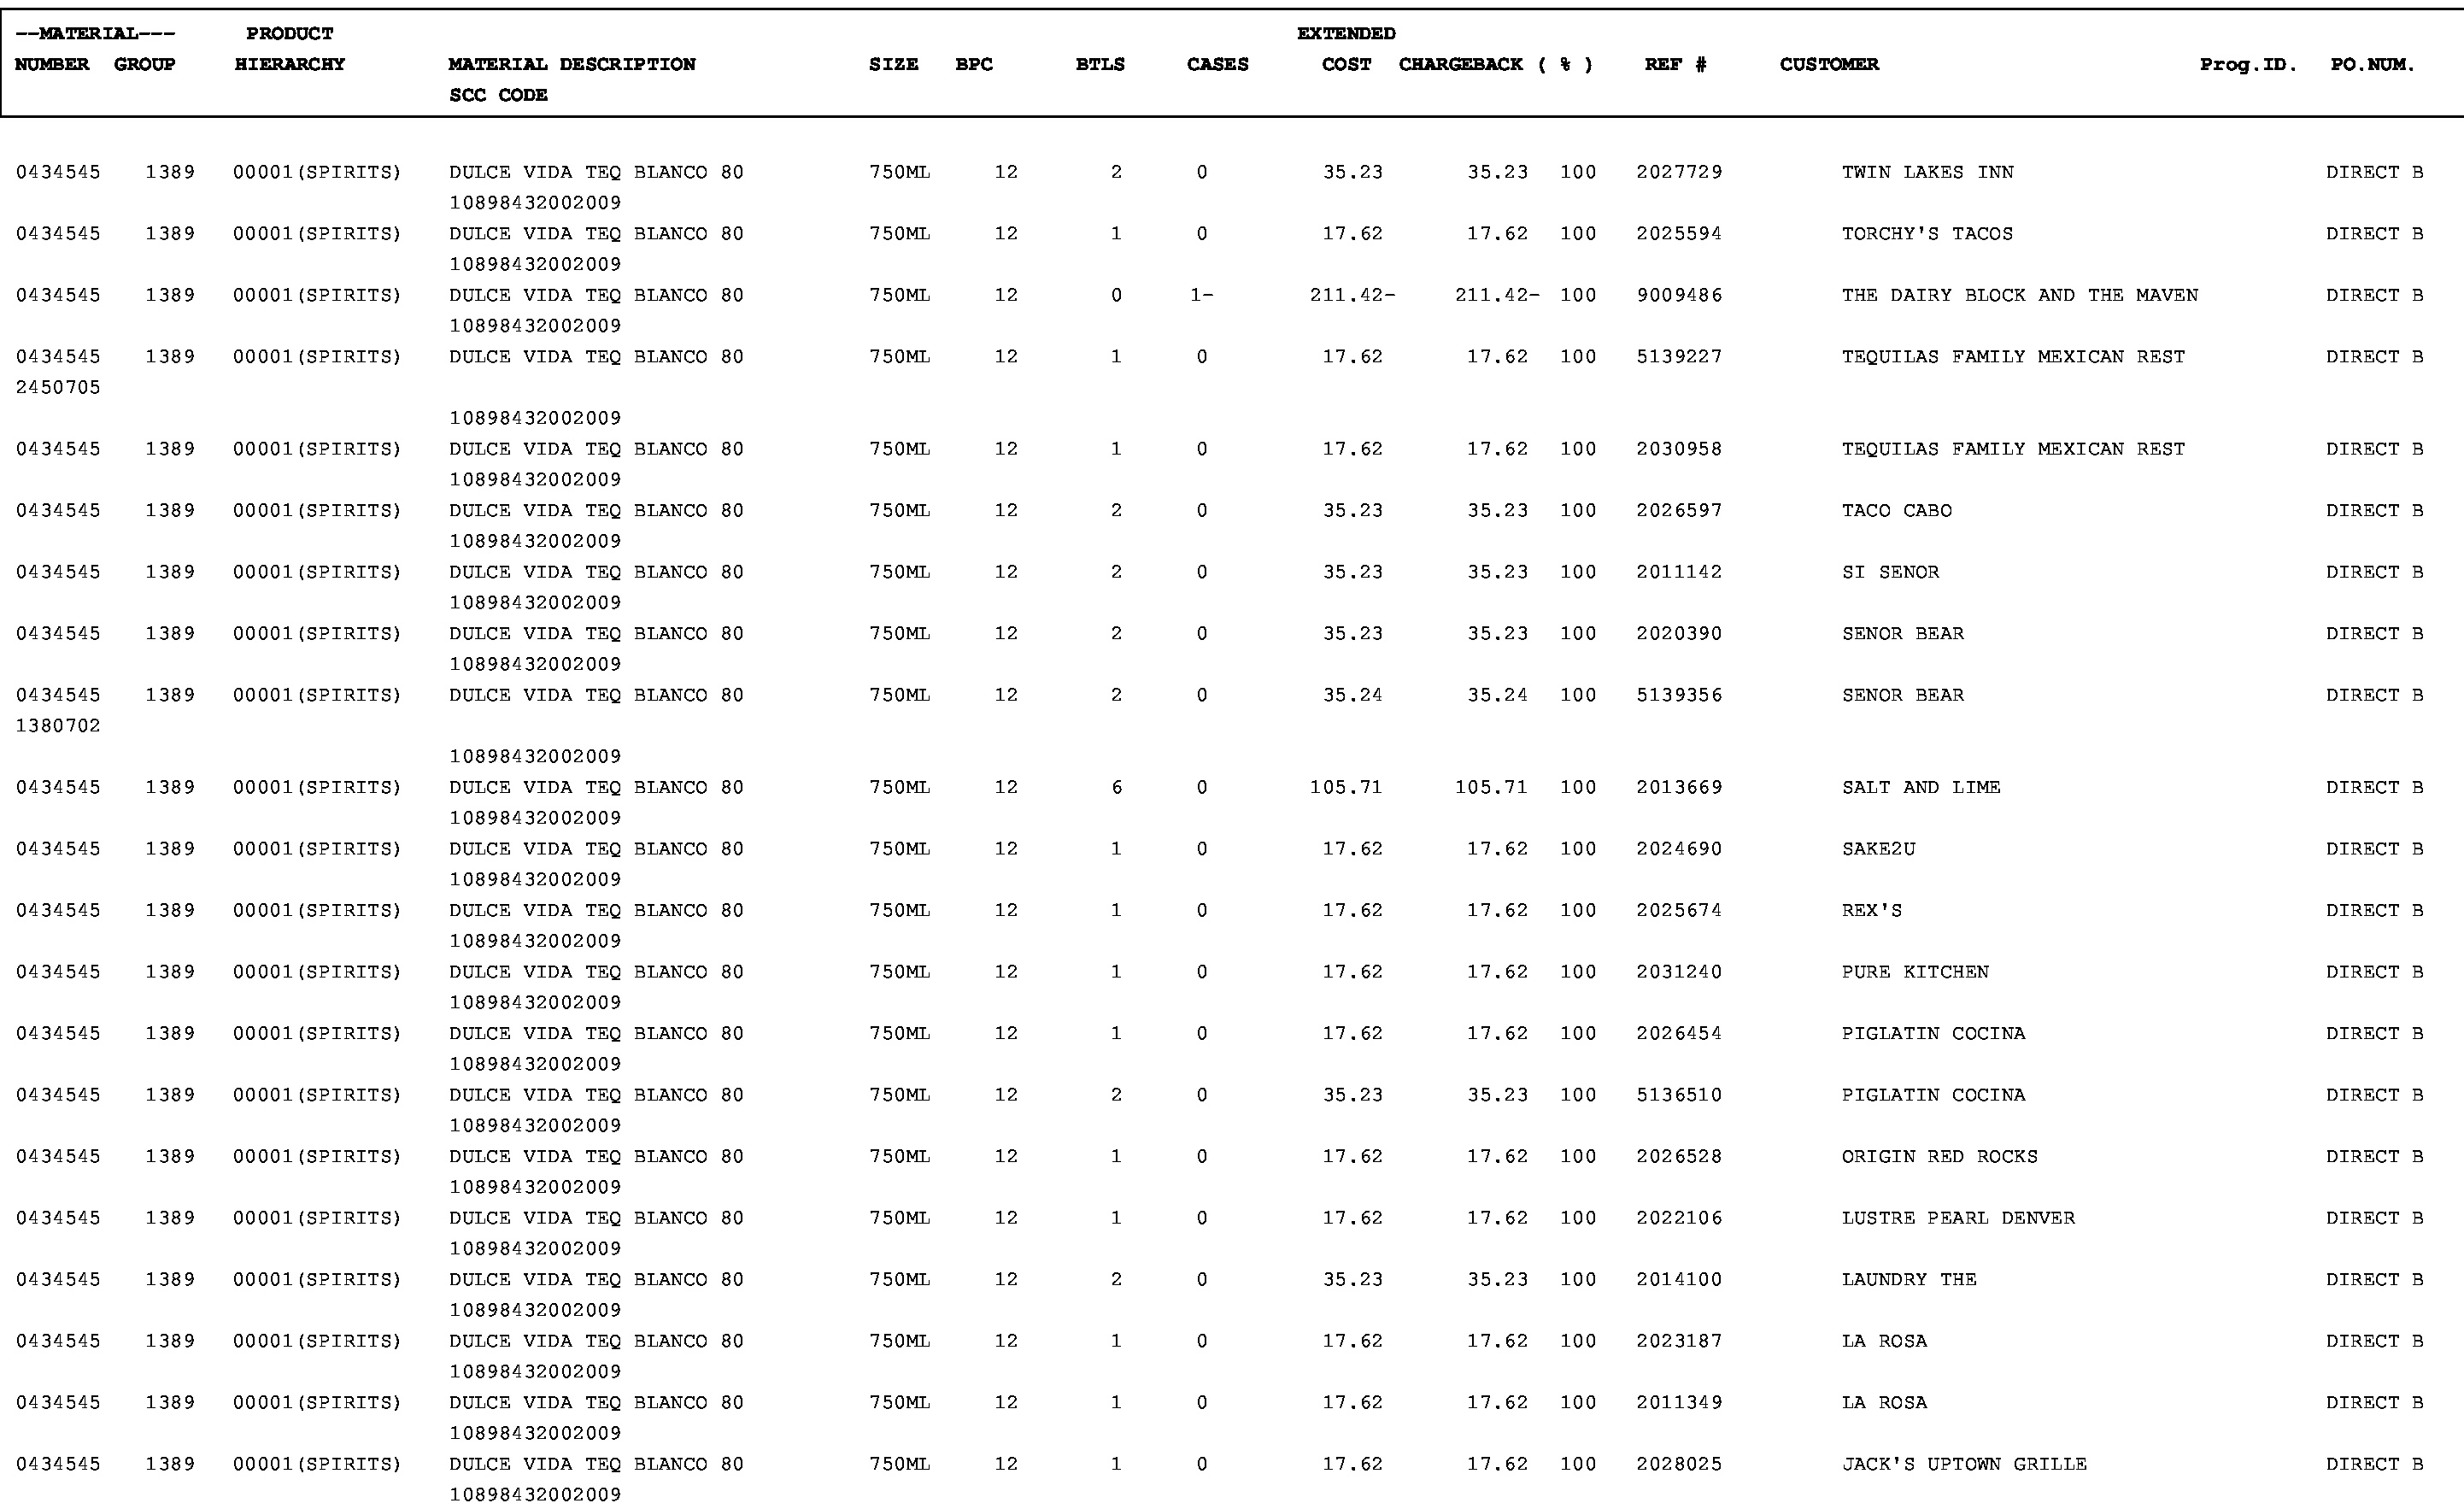 --MATERIAL--- PRODUCT EXTENDED
NUMBER GROUP HIERARCHY MATERIAL DESCRIPTION SIZE BPC BTLS CASES COST CHARGEBACK ( % ) REF # CUSTOMER Prog.ID. PO.NUM.
SCC CODE
0434545 1389 00001(SPIRITS) DULCE VIDA TEQ BLANCO 80 750ML 12 2 0 35.23 35.23 100 2027729 TWIN LAKES INN DIRECT B
10898432002009
0434545 1389 00001(SPIRITS) DULCE VIDA TEQ BLANCO 80 750ML 12 1 0 17.62 17.62 100 2025594 TORCHY'S TACOS DIRECT B
10898432002009
0434545 1389 00001(SPIRITS) DULCE VIDA TEQ BLANCO 80 750ML 12 0 1- 211.42- 211.42- 100 9009486 THE DAIRY BLOCK AND THE MAVEN DIRECT B
10898432002009
0434545 1389 00001(SPIRITS) DULCE VIDA TEQ BLANCO 80 750ML 12 1 0 17.62 17.62 100 5139227 TEQUILAS FAMILY MEXICAN REST DIRECT B
2450705
10898432002009
0434545 1389 00001(SPIRITS) DULCE VIDA TEQ BLANCO 80 750ML 12 1 0 17.62 17.62 100 2030958 TEQUILAS FAMILY MEXICAN REST DIRECT B
10898432002009
0434545 1389 00001(SPIRITS) DULCE VIDA TEQ BLANCO 80 750ML 12 2 0 35.23 35.23 100 2026597 TACO CABO DIRECT B
10898432002009
0434545 1389 00001(SPIRITS) DULCE VIDA TEQ BLANCO 80 750ML 12 2 0 35.23 35.23 100 2011142 SI SENOR DIRECT B
10898432002009
0434545 1389 00001(SPIRITS) DULCE VIDA TEQ BLANCO 80 750ML 12 2 0 35.23 35.23 100 2020390 SENOR BEAR DIRECT B
10898432002009
0434545 1389 00001(SPIRITS) DULCE VIDA TEQ BLANCO 80 750ML 12 2 0 35.24 35.24 100 5139356 SENOR BEAR DIRECT B
1380702
10898432002009
0434545 1389 00001(SPIRITS) DULCE VIDA TEQ BLANCO 80 750ML 12 6 0 105.71 105.71 100 2013669 SALT AND LIME DIRECT B
10898432002009
0434545 1389 00001(SPIRITS) DULCE VIDA TEQ BLANCO 80 750ML 12 1 0 17.62 17.62 100 2024690 SAKE2U DIRECT B
10898432002009
0434545 1389 00001(SPIRITS) DULCE VIDA TEQ BLANCO 80 750ML 12 1 0 17.62 17.62 100 2025674 REX'S DIRECT B
10898432002009
0434545 1389 00001(SPIRITS) DULCE VIDA TEQ BLANCO 80 750ML 12 1 0 17.62 17.62 100 2031240 PURE KITCHEN DIRECT B
10898432002009
0434545 1389 00001(SPIRITS) DULCE VIDA TEQ BLANCO 80 750ML 12 1 0 17.62 17.62 100 2026454 PIGLATIN COCINA DIRECT B
10898432002009
0434545 1389 00001(SPIRITS) DULCE VIDA TEQ BLANCO 80 750ML 12 2 0 35.23 35.23 100 5136510 PIGLATIN COCINA DIRECT B
10898432002009
0434545 1389 00001(SPIRITS) DULCE VIDA TEQ BLANCO 80 750ML 12 1 0 17.62 17.62 100 2026528 ORIGIN RED ROCKS DIRECT B
10898432002009
0434545 1389 00001(SPIRITS) DULCE VIDA TEQ BLANCO 80 750ML 12 1 0 17.62 17.62 100 2022106 LUSTRE PEARL DENVER DIRECT B
10898432002009
0434545 1389 00001(SPIRITS) DULCE VIDA TEQ BLANCO 80 750ML 12 2 0 35.23 35.23 100 2014100 LAUNDRY THE DIRECT B
10898432002009
0434545 1389 00001(SPIRITS) DULCE VIDA TEQ BLANCO 80 750ML 12 1 0 17.62 17.62 100 2023187 LA ROSA DIRECT B
10898432002009
0434545 1389 00001(SPIRITS) DULCE VIDA TEQ BLANCO 80 750ML 12 1 0 17.62 17.62 100 2011349 LA ROSA DIRECT B
10898432002009
0434545 1389 00001(SPIRITS) DULCE VIDA TEQ BLANCO 80 750ML 12 1 0 17.62 17.62 100 2028025 JACK'S UPTOWN GRILLE DIRECT B
10898432002009